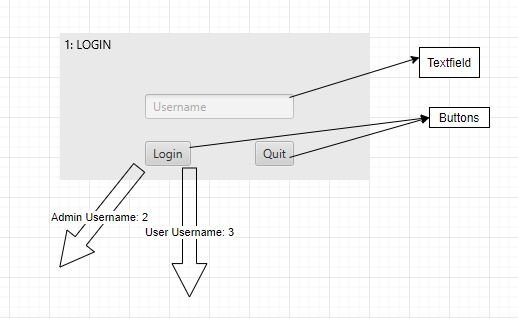 1: LOGIN
Textfield
Username
Buttons
Login
Quit
Admin Username: 2
User Username: 3